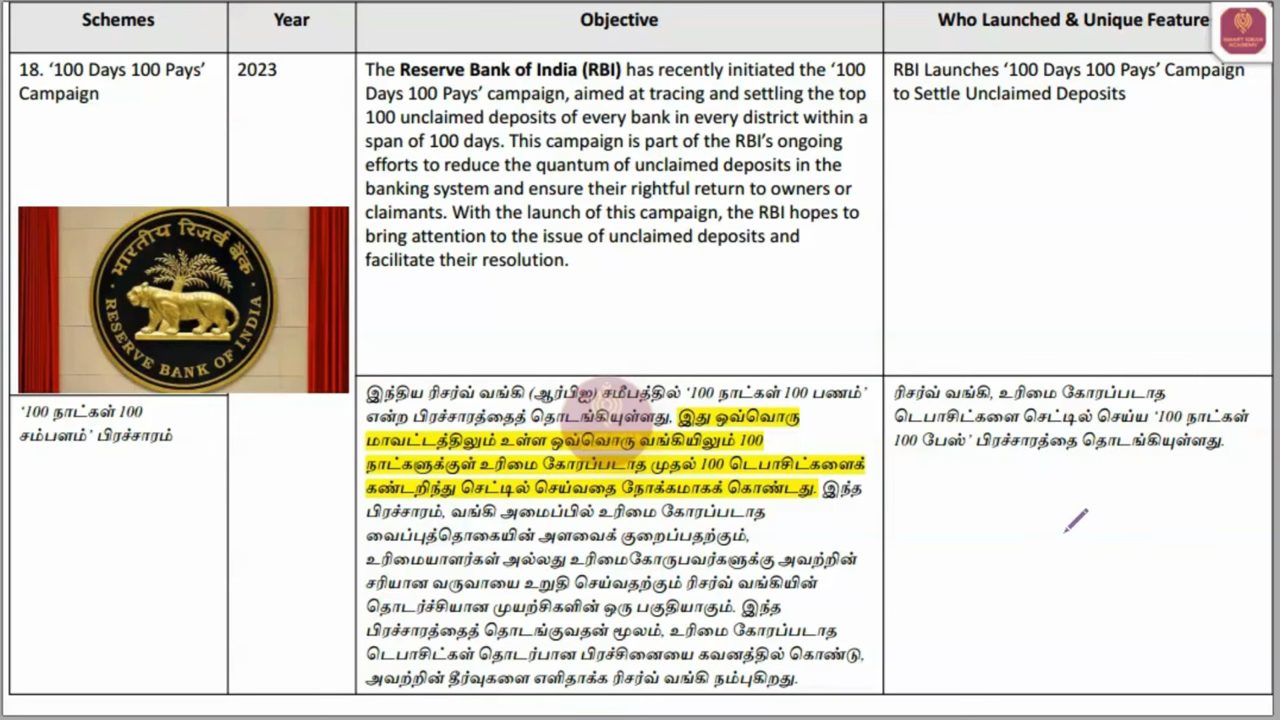 Schemes
Year
Objective
Who Launched & Unique Feature
18. ‘100 Days 100 Pays’
Campaign
2023
The Reserve Bank of India (RBI) has recently initiated the ‘100
Days 100 Pays’ campaign, aimed at tracing and settling the top
100 unclaimed deposits of every bank in every district within a
span of 100 days. This campaign is part of the RBI’s ongoing
efforts to reduce the quantum of unclaimed deposits in the
banking system and ensure their rightful return to owners or
claimants. With the launch of this campaign, the RBI hopes to
bring attention to the issue of unclaimed deposits and
facilitate their resolution.
RBI Launches ‘100 Days 100 Pays’ Campaign
to Settle Unclaimed Deposits
भारतीय रिज़र्व बैंक
RESERVE BANK OF INDIA
‘100 நாட்கள் 100
சம்பளம்’ பிரச்சாரம்
இந்திய ரிசர்வ் வங்கி (ஆர்பிஐ) சமீபத்தில் ‘100 நாட்கள் 100 பணம்’
என்ற பிரச்சாரத்தைத் தொடங்கியுள்ளது, இது ஒவ்வொரு
மாவட்டத்திலும் உள்ள ஒவ்வொரு வங்கியிலும் 100
நாட்களுக்குள் உரிமை கோரப்படாத முதல் 100 டெபாசிட்களைக்
கண்டறிந்து செட்டில் செய்வதை நோக்கமாகக் கொண்டது. இந்த
பிரச்சாரம், வங்கி அமைப்பில் உரிமை கோரப்படாத
வைப்புத்தொகையின் அளவைக் குறைப்பதற்கும்,
உரிமையாளர்கள் அல்லது உரிமைகோருபவர்களுக்கு அவற்றின்
சரியான வருவாயை உறுதி செய்வதற்கும் ரிசர்வ் வங்கியின்
தொடர்ச்சியான முயற்சிகளின் ஒரு பகுதியாகும். இந்த
பிரச்சாரத்தைத் தொடங்குவதன் மூலம், உரிமை கோரப்படாத
டெபாசிட்கள் தொடர்பான பிரச்சினையை கவனத்தில் கொண்டு,
அவற்றின் தீர்வுகளை எளிதாக்க ரிசர்வ் வங்கி நம்புகிறது.
ரிசர்வ் வங்கி, உரிமை கோரப்படாத
டெபாசிட்களை செட்டில் செய்ய ‘100 நாட்கள்
100 பேஸ்’ பிரச்சாரத்தை தொடங்கியுள்ளது.